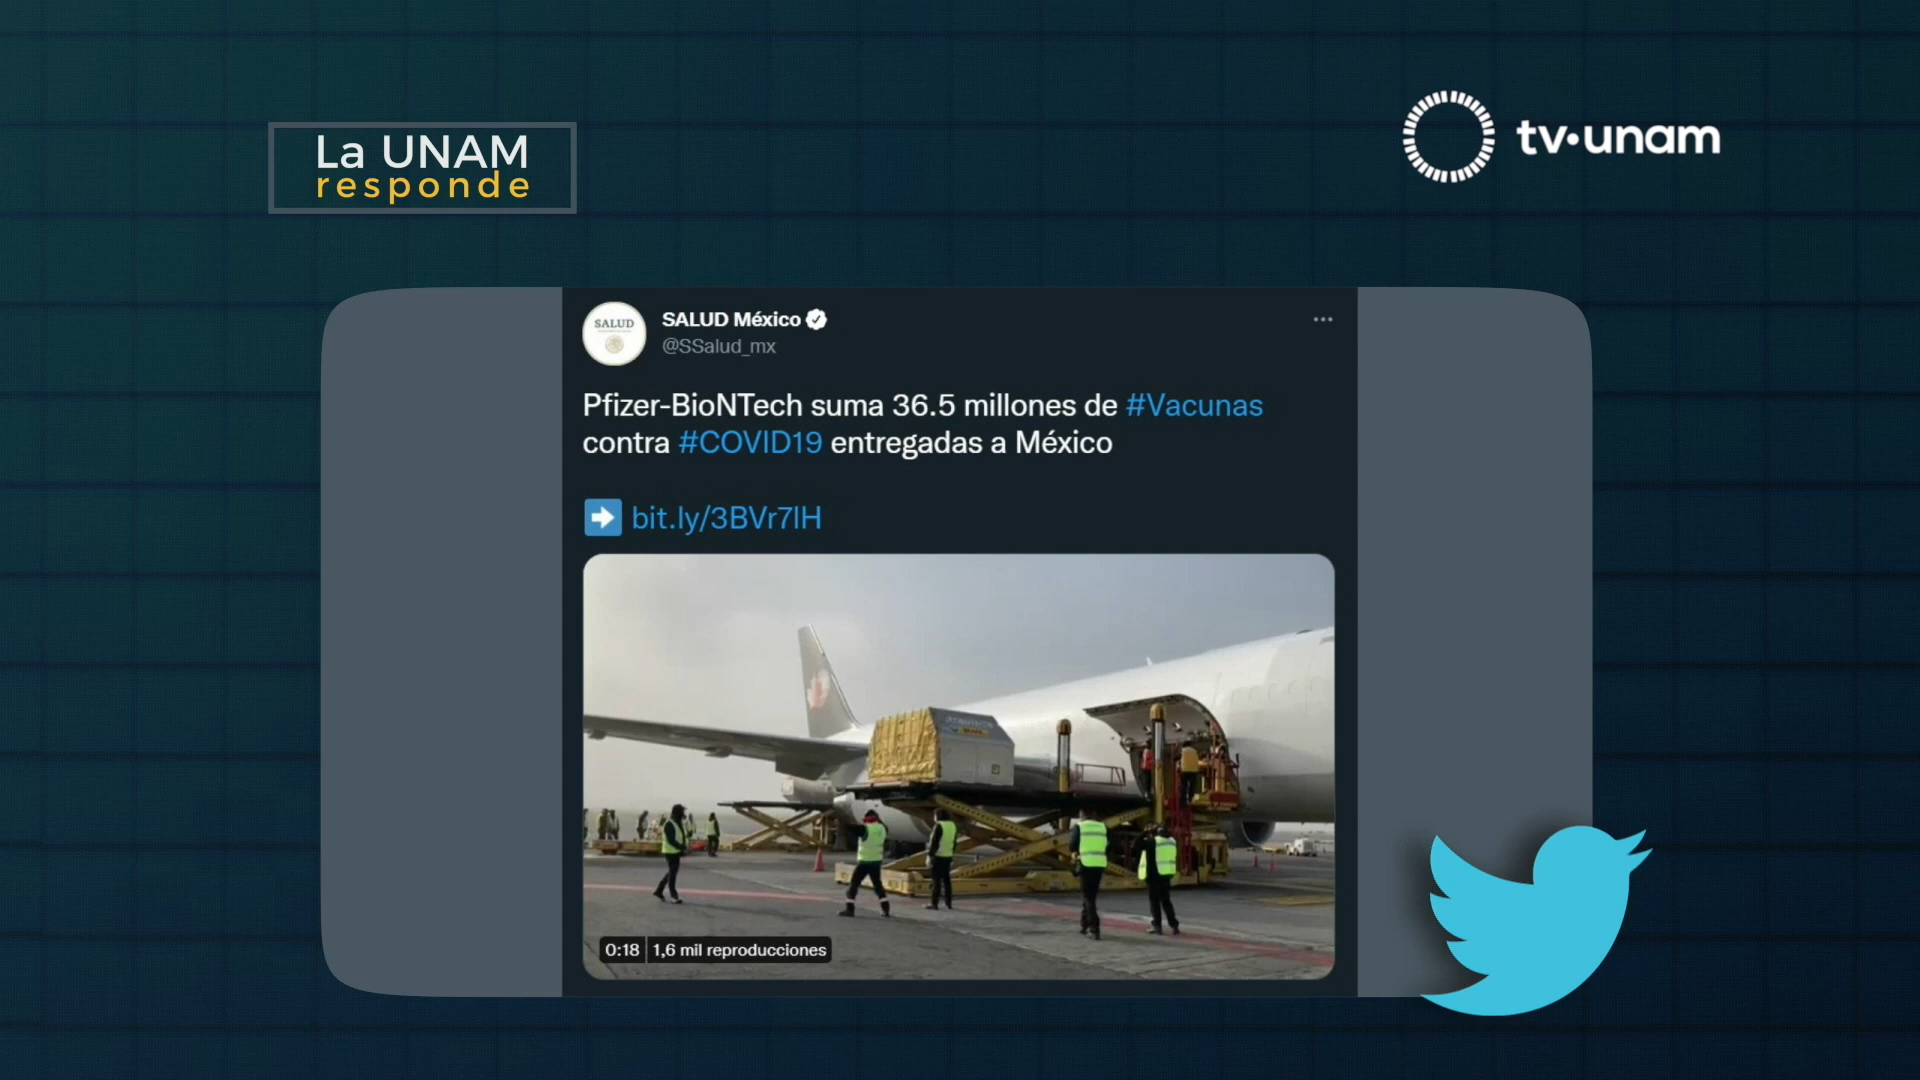 La UNAM
responde
tv·unam
SALUD
SALUD México
@SSalud_mx
Pfizer-BioNTech suma 36.5 millones de #Vacunas
contra #COVID19 entregadas a México
bit.ly/3BVr7lH
0:18 1,6 mil reproducciones